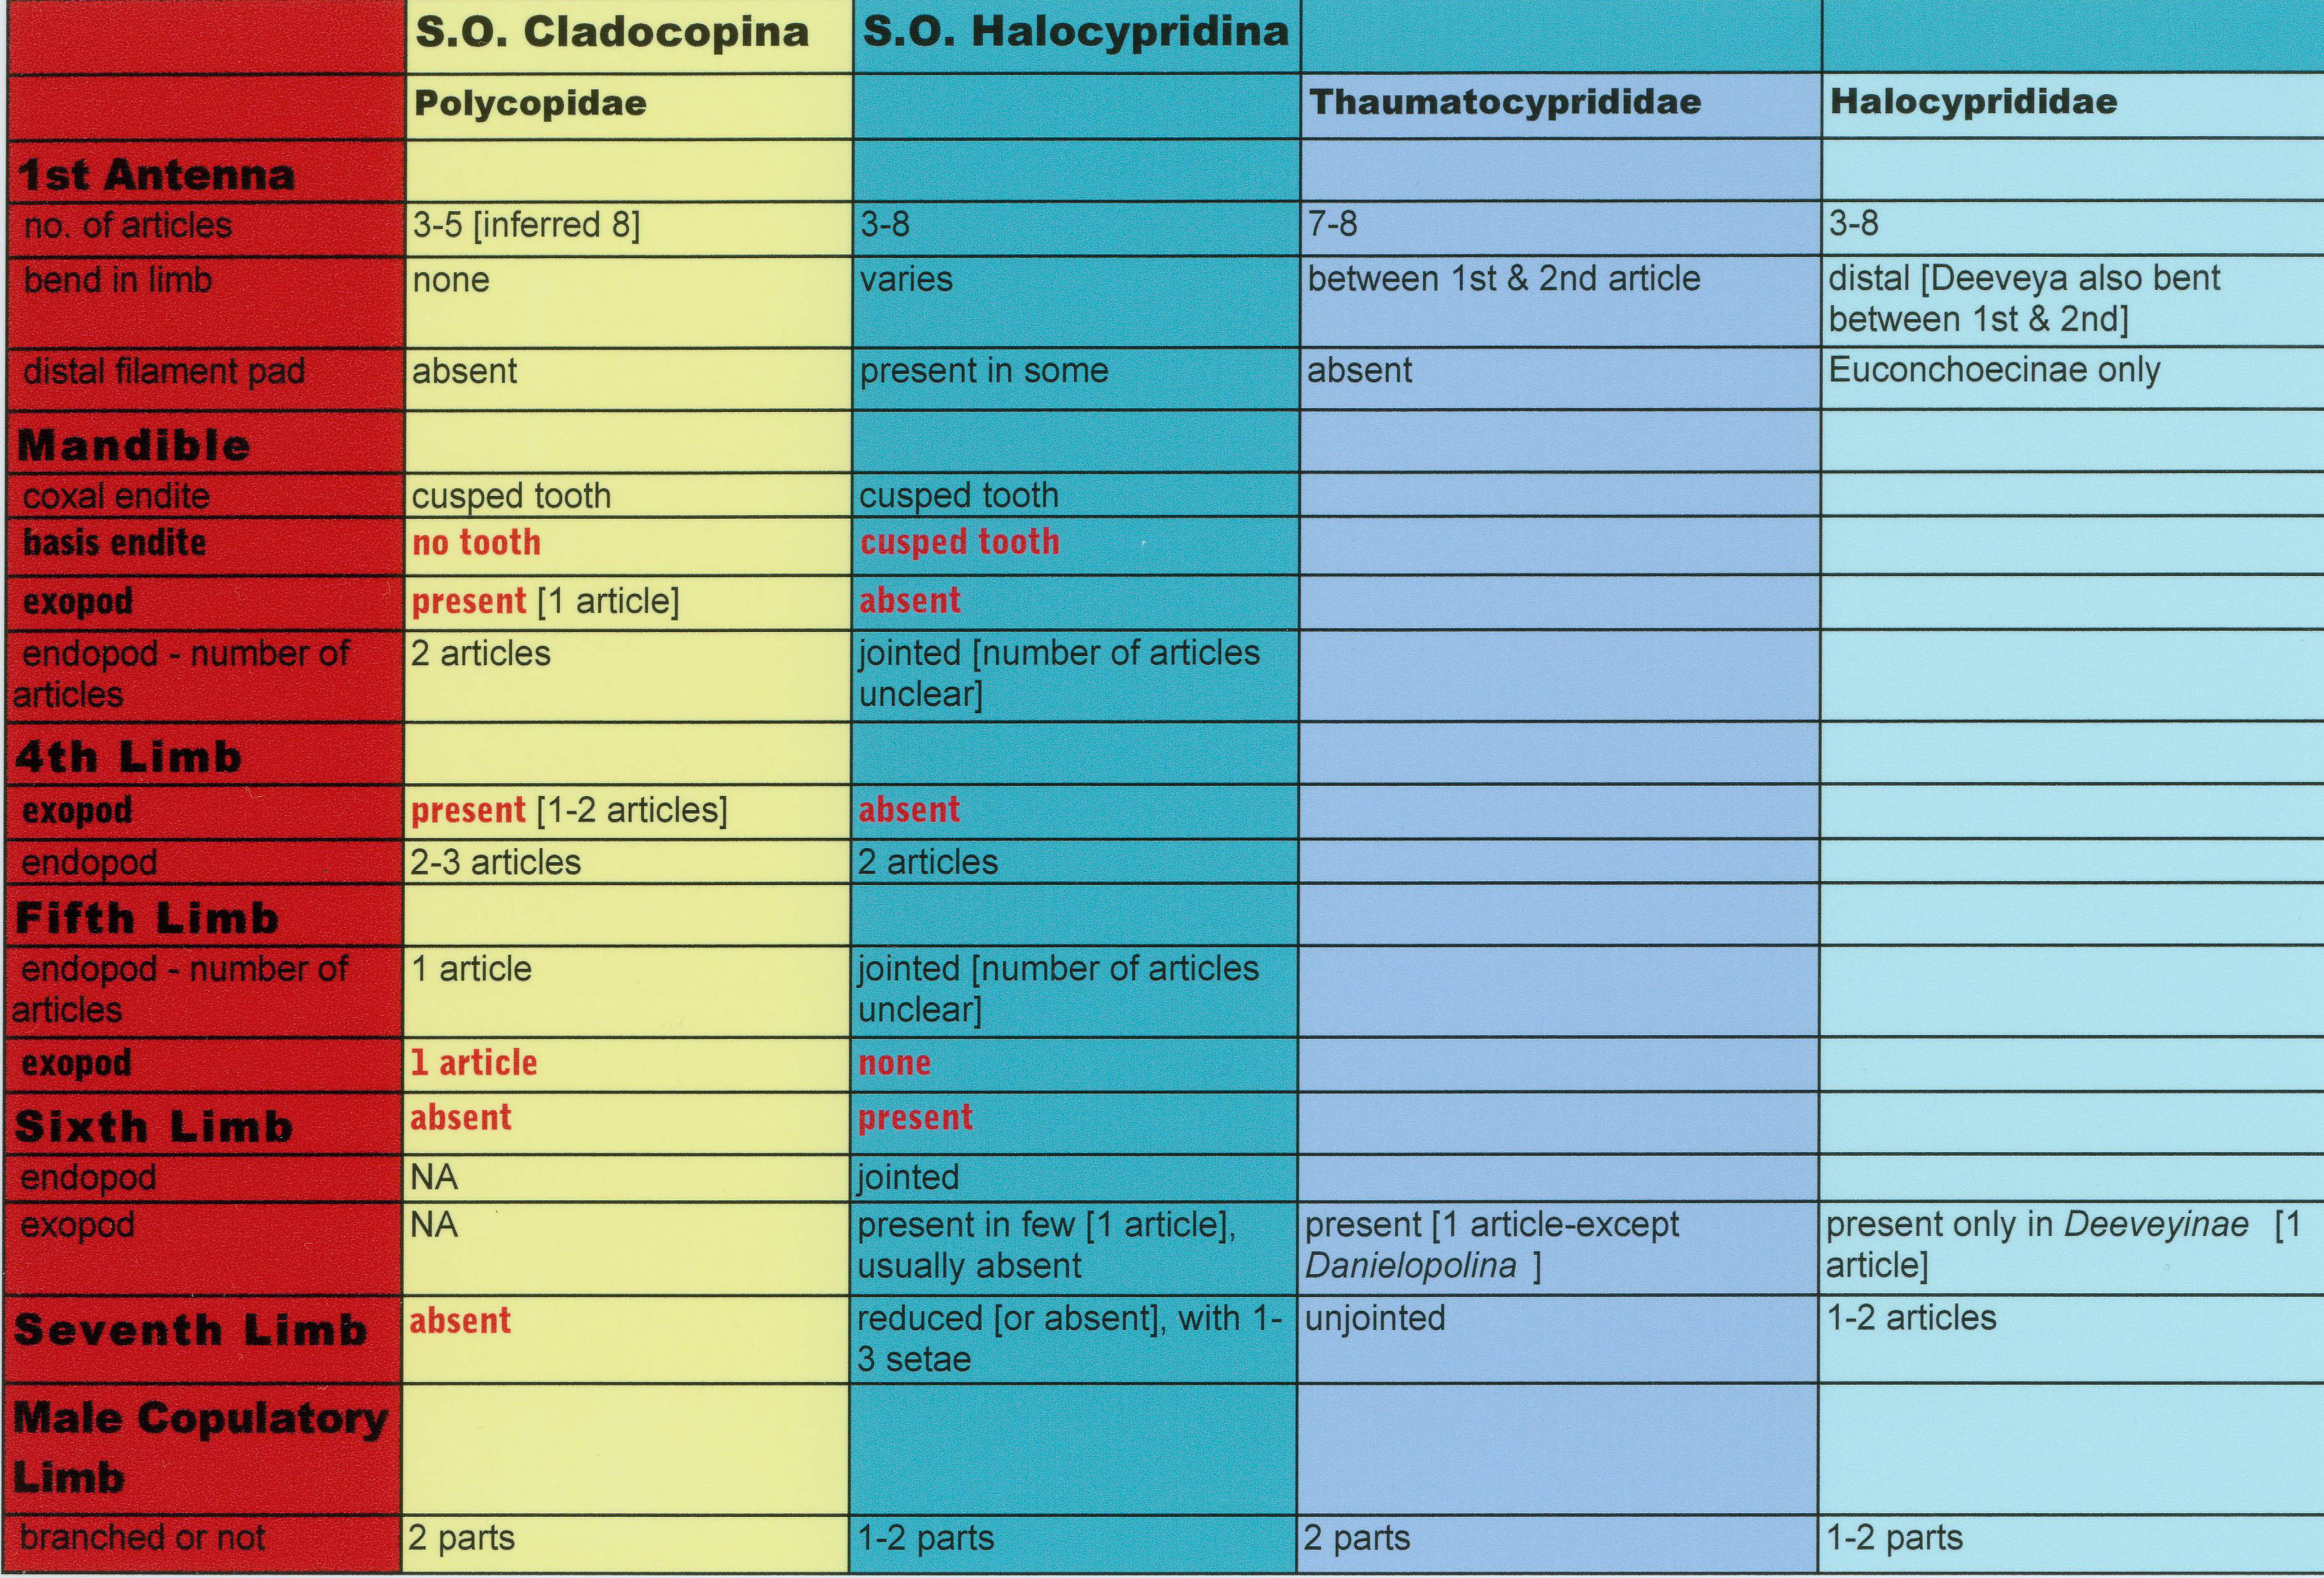 S.O. Cladocopina S.O. Halocypridina
Polycopidae Thaumatocyprididae Halocyprididae
1st Antenna
no. of articles 3-5 [inferred 8] 3-8 7-8 3-8
bend in limb none varies between 1st & 2nd article distal [Deeveya also bent
between 1st & 2nd]
distal filament pad absent present in some absent Euconchoecinae only
Mandible
coxal endite cusped tooth cusped tooth
basis endite no tooth cusped tooth
exopod present [1 article] absent
endopod - number of 2 articles jointed [number of articles
articles unclear]
4th Limb
exopod present [1-2 articles] absent
endopod 2-3 articles 2 articles
Fifth Limb
endopod - number of 1 article jointed [number of articles
articles unclear]
exopod 1 article none
Sixth Limb absent present
endopod NA jointed
exopod NA present in few [1 article], present [1 article-except present only in Deeveyinae [1
usually absent Danielopolina ] article]
Seventh Limb absent reduced [or absent], with 1- unjointed 1-2 articles
3 setae
Male Copulatory
Limb
branched or not 2 parts 1-2 parts 2 parts 1-2 parts